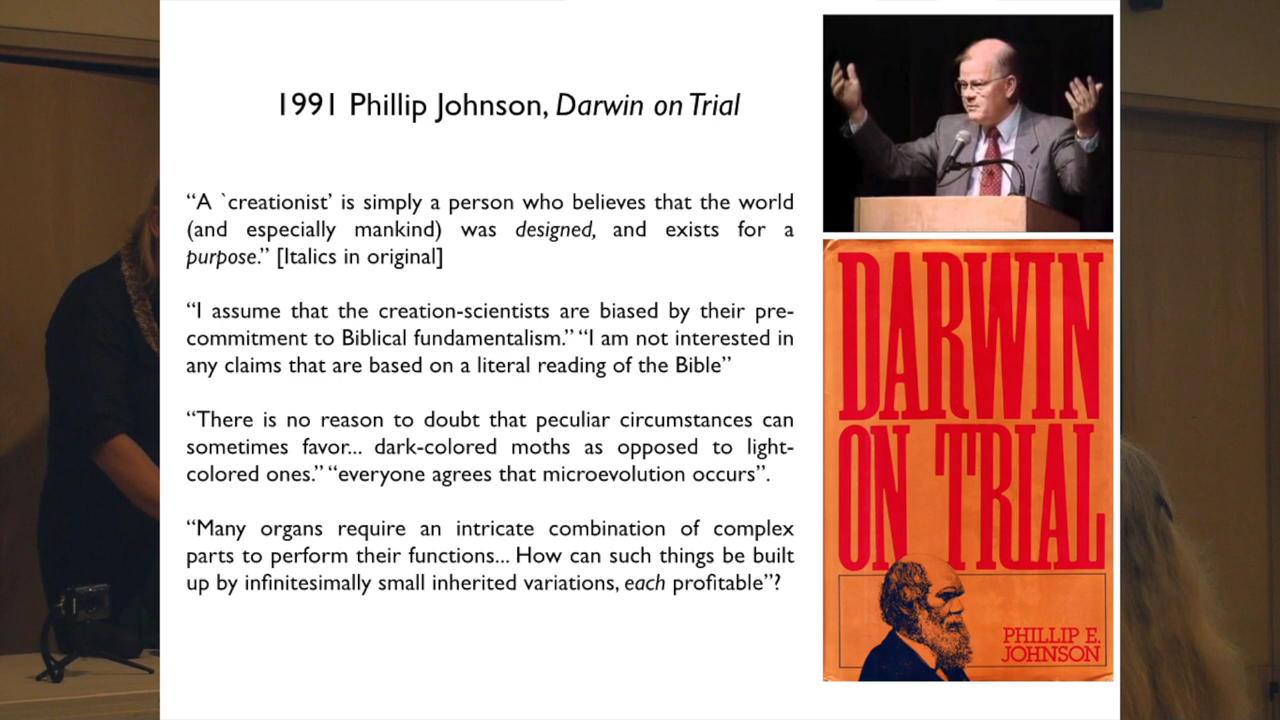 1991 Phillip Johnson, Darwin on Trial
“A `creationist’ is simply a person who believes that the world
(and especially mankind) was designed, and exists for a
purpose.” [Italics in original]
“I assume that the creation-scientists are biased by their pre-
commitment to Biblical fundamentalism.” “I am not interested in
any claims that are based on a literal reading of the Bible”
“There is no reason to doubt that peculiar circumstances can
sometimes favor... dark-colored moths as opposed to light-
colored ones.” “everyone agrees that microevolution occurs”.
“Many organs require an intricate combination of complex
parts to perform their functions... How can such things be built
up by infinitesimally small inherited variations, each profitable”?
DARWIN
ON TRIAL
PHILLIP E.
JOHNSON